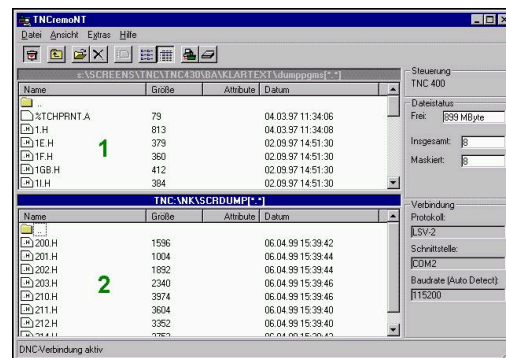 TNCremoNT
Datei Ansicht Extras Hilfe
s:\SCREENS\TNC\TNC430\BA\KLARTEXT\dumppgms[*.*]
Name Größe Attribute Datum
..
%TCHPRNT.A 79 04.03.97 11:34:06
1.H 813 04.03.97 11:34:08
1E.H 379 02.09.97 14:51:30
1F.H 360 02.09.97 14:51:30
1GB.H 412 02.09.97 14:51:30
1I.H 384 02.09.97 14:51:30
1
TNC:\NK\SCRDUMP[*.*]
Name Größe Attribute Datum
..
200.H 1596 06.04.99 15:39:42
201.H 1004 06.04.99 15:39:44
202.H 1892 06.04.99 15:39:44
203.H 2340 06.04.99 15:39:46
210.H 3974 06.04.99 15:39:46
211.H 3604 06.04.99 15:39:40
212.H 3352 06.04.99 15:39:40
2
Steuerung
TNC 400
Dateistatus
Frei: 899 MByte
Insgesamt: 8
Maskiert: 8
Verbindung
Protokoll:
LSV-2
Schnittstelle:
COM2
Baudrate (Auto Detect):
115200
DNC-Verbindung aktiv